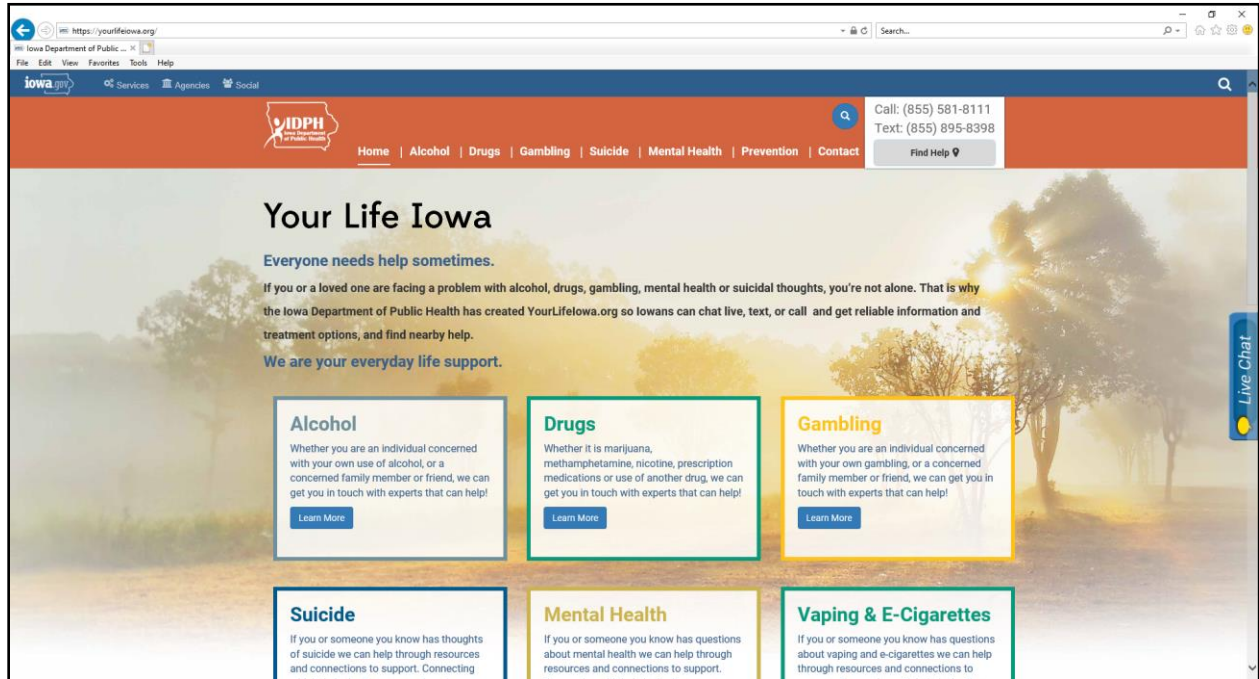 https://yourlifeiowa.org/
Search...
Iowa Department of Public ...
File Edit View Favorites Tools Help
iowa.gov Services Agencies Social
IDPH
Iowa Department
of Public Health
Call: (855) 581-8111
Text: (855) 895-8398
Find Help
Home | Alcohol | Drugs | Gambling | Suicide | Mental Health | Prevention | Contact
Your Life Iowa
Everyone needs help sometimes.
If you or a loved one are facing a problem with alcohol, drugs, gambling, mental health or suicidal thoughts, you're not alone. That is why
the Iowa Department of Public Health has created YourLifeIowa.org so Iowans can chat live, text, or call and get reliable information and
treatment options, and find nearby help.
We are your everyday life support.
Live Chat
Alcohol
Whether you are an individual concerned
with your own use of alcohol, or a
concerned family member or friend, we can
get you in touch with experts that can help!
Learn More
Drugs
Whether it is marijuana,
methamphetamine, nicotine, prescription
medications or use of another drug, we can
get you in touch with experts that can help!
Learn More
Gambling
Whether you are an individual concerned
with your own gambling, or a concerned
family member or friend, we can get you in
touch with experts that can help!
Learn More
Suicide
If you or someone you know has thoughts
of suicide we can help through resources
and connections to support. Connecting
Mental Health
If you or someone you know has questions
about mental health we can help through
resources and connections to support.
Vaping & E-Cigarettes
If you or someone you know has questions
about vaping and e-cigarettes we can help
through resources and connections to